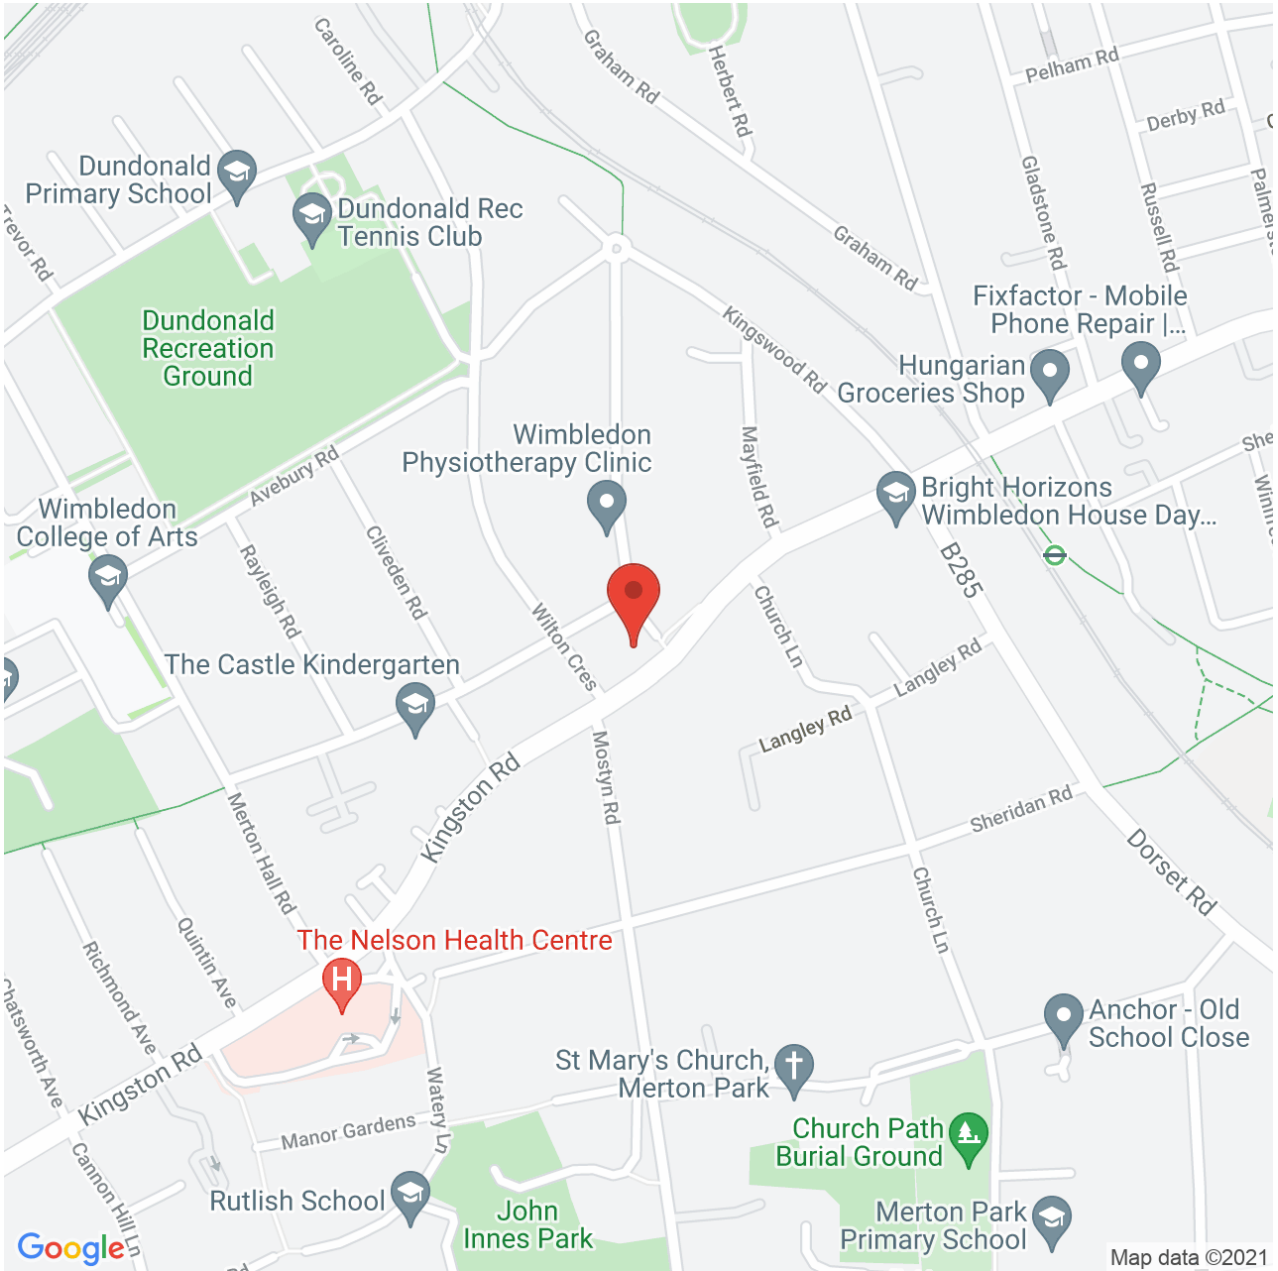 Caroline Rd
Graham Rd
Herbert Rd
Pelham Rd
Derby Rd
Dundonald
Primary School
Dundonald Rec
Tennis Club
Trevor Rd
Gladstone Rd
Russell Rd
Graham Rd
Fixfactor - Mobile
Phone Repair |...
Dundonald
Recreation
Ground
Kingswood Rd
Hungarian
Groceries Shop
Wimbledon
Physiotherapy Clinic
Mayfield Rd
Avebury Rd
Bright Horizons
Wimbledon House Day...
Wimbledon
College of Arts
Rayleigh Rd
Cliveden Rd
B285
Wilton Cres
Church Ln
The Castle Kindergarten
Langley Rd
Langley Rd
Mostyn Rd
Kingston Rd
Merton Hall Rd
Sheridan Rd
Dorset Rd
Church Ln
Quintin Ave
Richmond Ave
The Nelson Health Centre
H
Chatsworth Ave
Kingston Rd
Anchor - Old
School Close
St Mary's Church,
Merton Park
Watery Ln
Manor Gardens
Church Path
Burial Ground
Cannon Hill Ln
Rutlish School
John
Innes Park
Merton Park
Primary School
Rd
Google
Map data ©2021